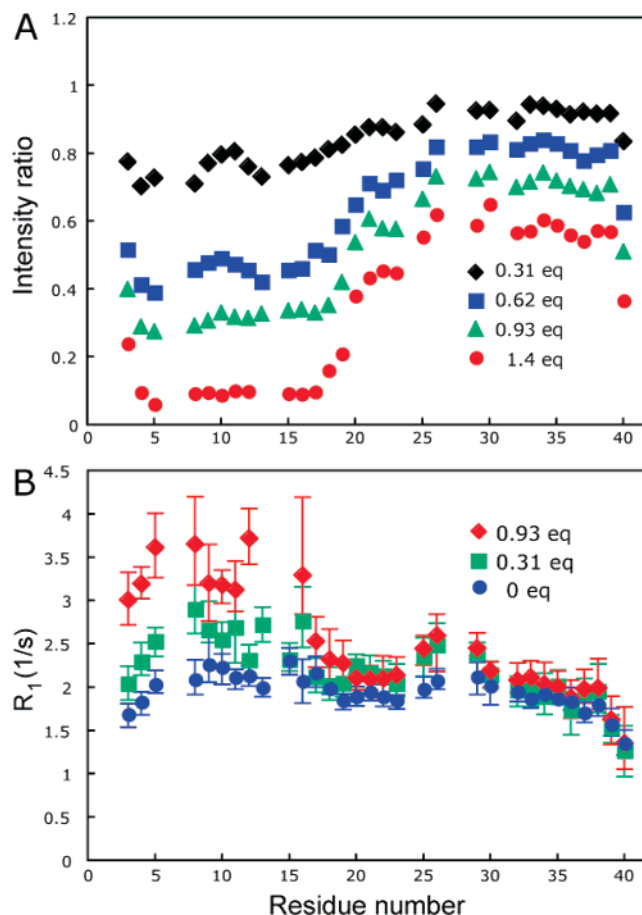 A
1.2
1
0.8
0.6
0.4
0.2
0
Intensity ratio
0.31 eq
0.62 eq
0.93 eq
1.4 eq
0 5 10 15 20 25 30 35 40
B
4.5
4
3.5
3
2.5
2
1.5
1
0.5
0
R1(1/s)
0.93 eq
0.31 eq
0 eq
0 5 10 15 20 25 30 35 40
Residue number